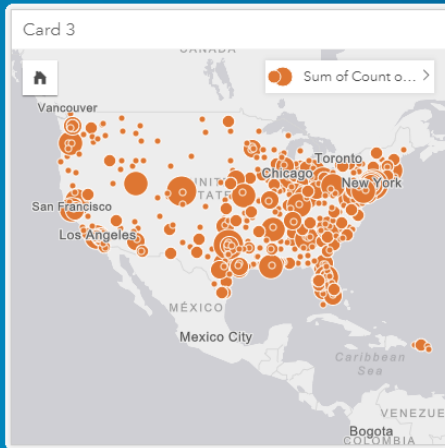 Card 3
CANADA
Sum of Count o...
Vancouver
Toronto
Chicago
New York
San Francisco
Los Angeles
MÉXICO
Mexico City
Caribbean
Sea
VENEZUE
Bogota
COLOMBIA